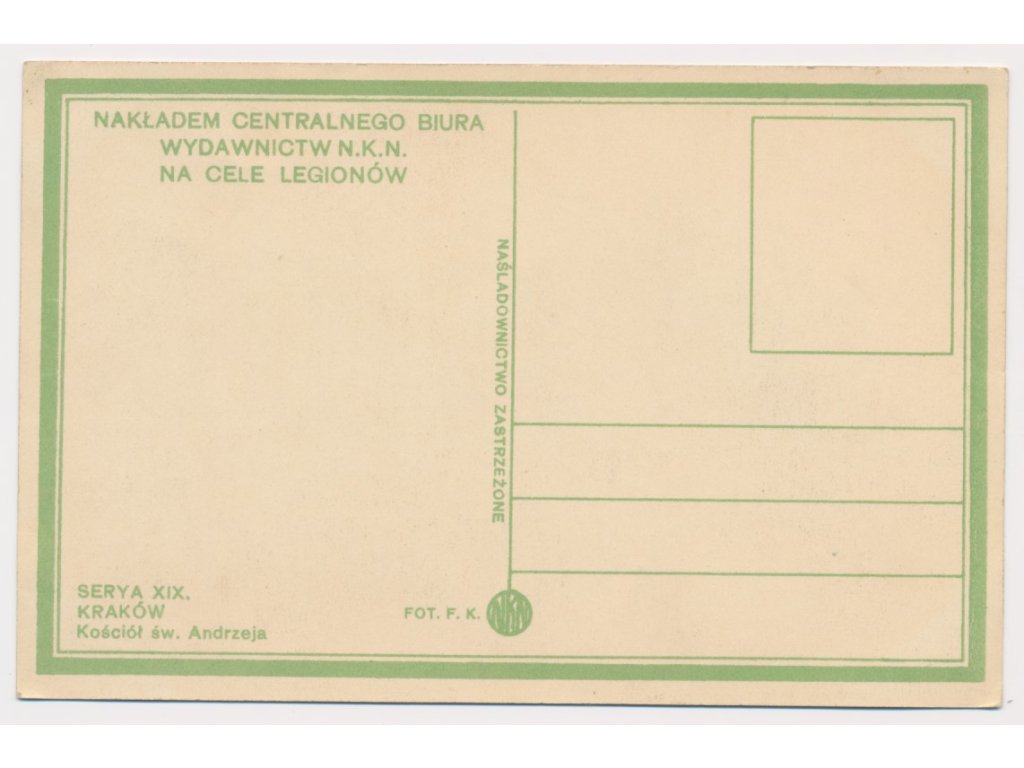 NAKŁADEM CENTRALNEGO BIURA
WYDAWNICTW N.K.N.
NA CELE LEGIONÓW
NAŚLADOWNICTWO ZASTRZEŻONE
SERYA XIX.
KRAKÓW
Kościół św. Andrzeja
FOT. F. K.
NKN